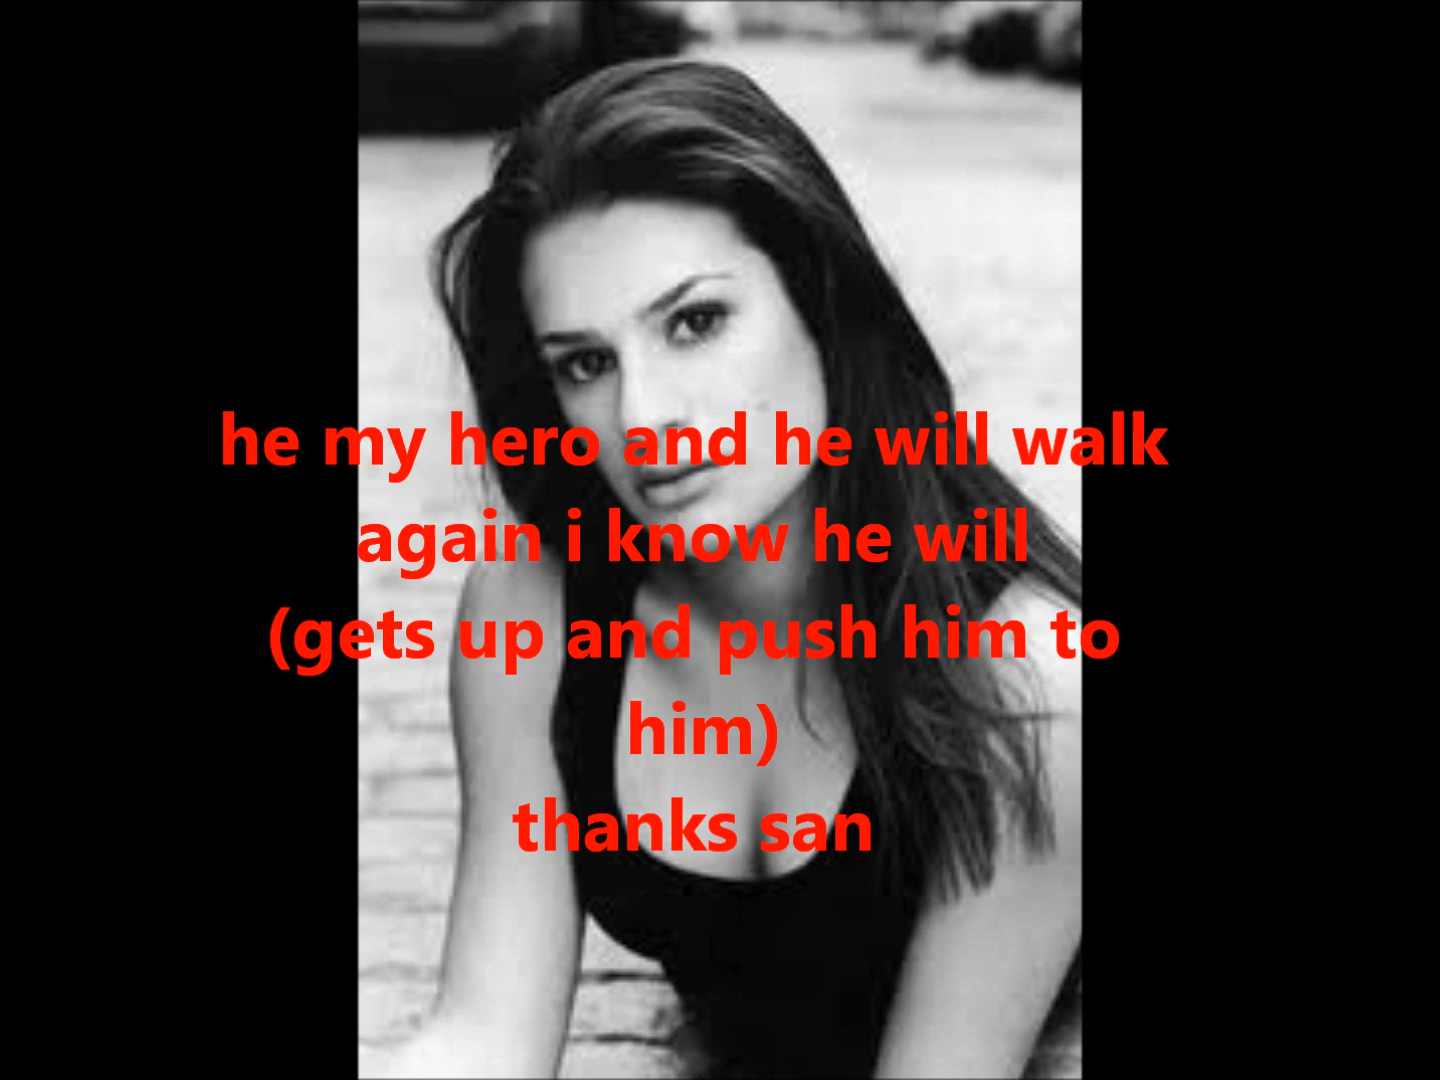 he my hero and he will walk
again i know he will
(gets up and push him to
him)
thanks san